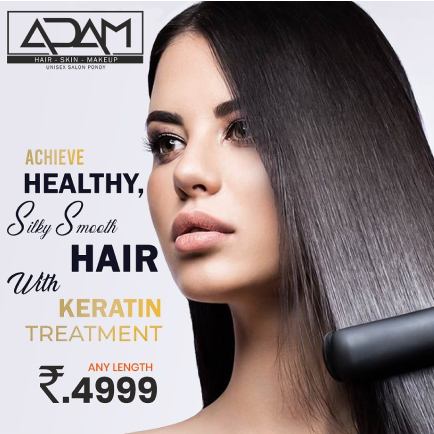 ADAM
HAIR - SKIN - MAKEUP
UNISEX SALON PONDY
ACHIEVE
HEALTHY,
Silky Smooth
HAIR
With
KERATIN
TREATMENT
ANY LENGTH
₹.4999